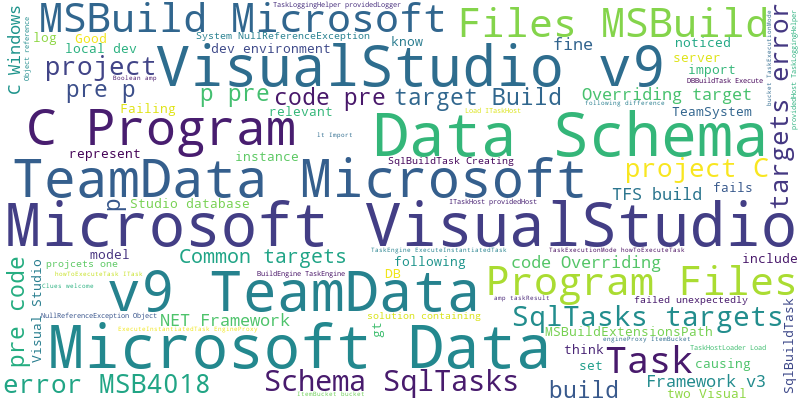 TaskLoggingHelper providedLogger
MSBuild Microsoft
Files MSBuild
C Windows
Object reference
log
Good
System NullReferenceException
know
fine
noticed
local dev
dev environment
server
project
VisualStudio v9
import
Boolean amp
DBBuildTask Execute
bucket TaskExecutionMode
providedHost TaskLoggingHelper
targets error
pre p
p pre
code pre
target Build
Overriding target
following difference
Failing
relevant
Load ITaskHost
TeamSystem
C Program
lt Import
Data Schema
represent
instance
SqlBuildTask Creating
project C
TeamData Microsoft
p
Studio database
ITaskHost providedHost
TFS build
fails
Microsoft VisualStudio
model
Common targets
TaskEngine ExecuteInstantiatedTask
TaskExecutionMode howToExecuteTask
include
projcets one
following
code Overriding
howToExecuteTask ITask
BuildEngine TaskEngine
DB
Program Files
pre code
Visual Studio
Clues welcome
v9 TeamData
amp taskResult
failed unexpectedly
NullReferenceException Object
NET Framework
solution containing
SqlTasks targets
gt
ExecuteInstantiatedTask EngineProxy
MSBuildExtensionsPath
SqlBuildTask
engineProxy ItemBucket
Microsoft Data
think
Task
TaskHostLoader Load
causing
error MSB4018
Schema SqlTasks
set
Framework v3
build
two Visual
ItemBucket bucket